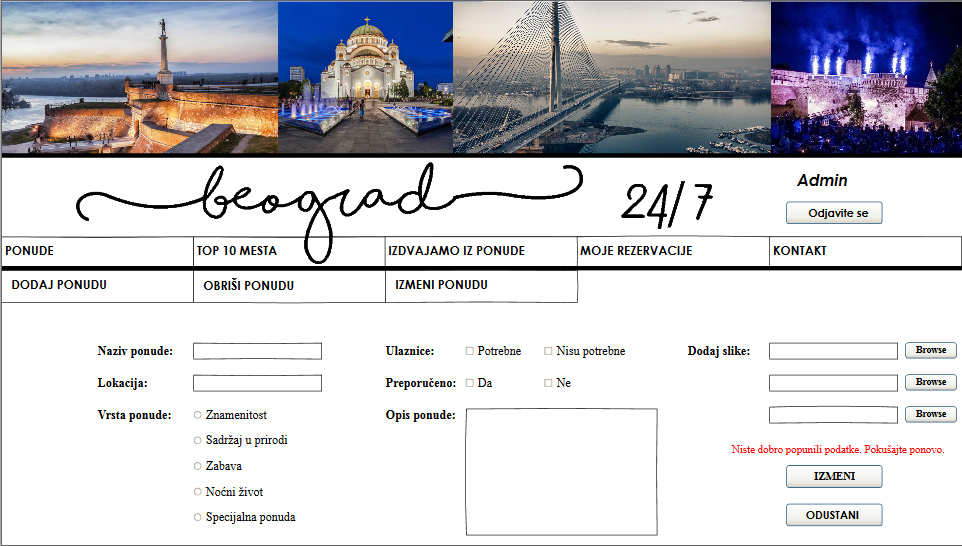 beograd 24/7
Admin
Odjavite se
PONUDE TOP 10 MESTA IZDVAJAMO IZ PONUDE MOJE REZERVACIJE KONTAKT
DODAJ PONUDU OBRIŠI PONUDU IZMENI PONUDU
Naziv ponude: Ulaznice: Potrebne Nisu potrebne Dodaj slike: Browse
Lokacija: Preporučeno: Da Ne Browse
Vrsta ponude: Znamenitost Opis ponude: Browse
Sadržaj u prirodi
Niste dobro popunili podatke. Pokušajte ponovo.
Zabava
IZMENI
Noćni život
Specijalna ponuda
ODUSTANI